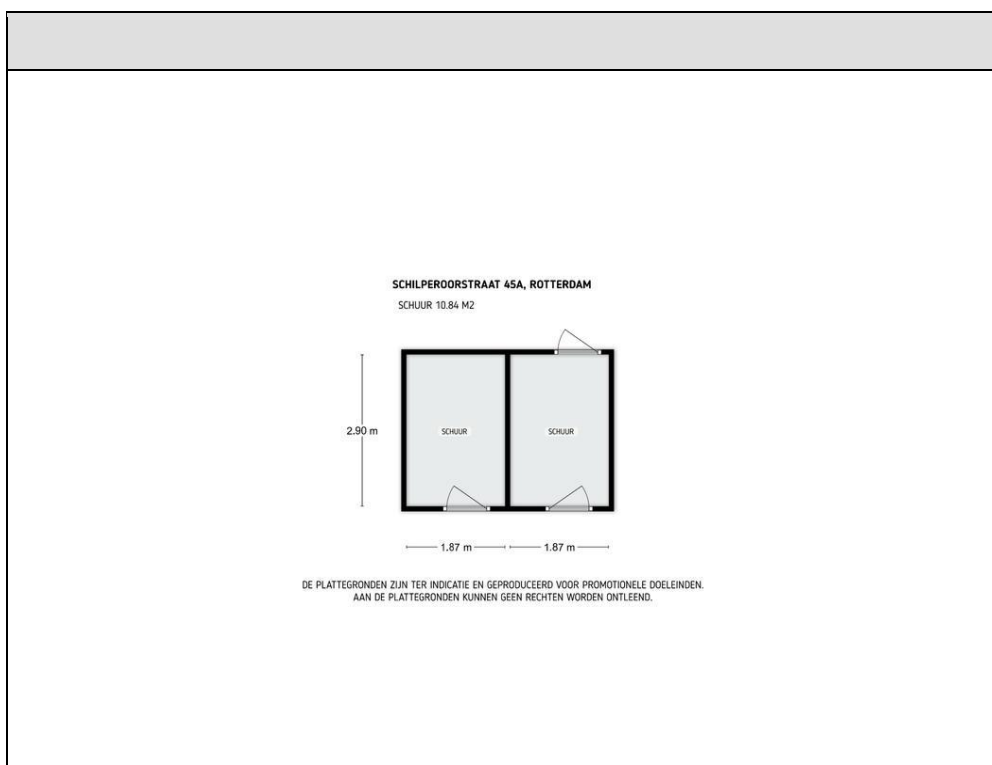 SCHILPEROORSTRAAT 45A, ROTTERDAM
SCHUUR 10.84 M2
2.90 m
SCHUUR
SCHUUR
1.87 m
1.87 m
DE PLATTEGRONDEN ZIJN TER INDICATIE EN GEPRODUCEERD VOOR PROMOTIONELE DOELEINDEN.
AAN DE PLATTEGRONDEN KUNNEN GEEN RECHTEN WORDEN ONTLEEND.